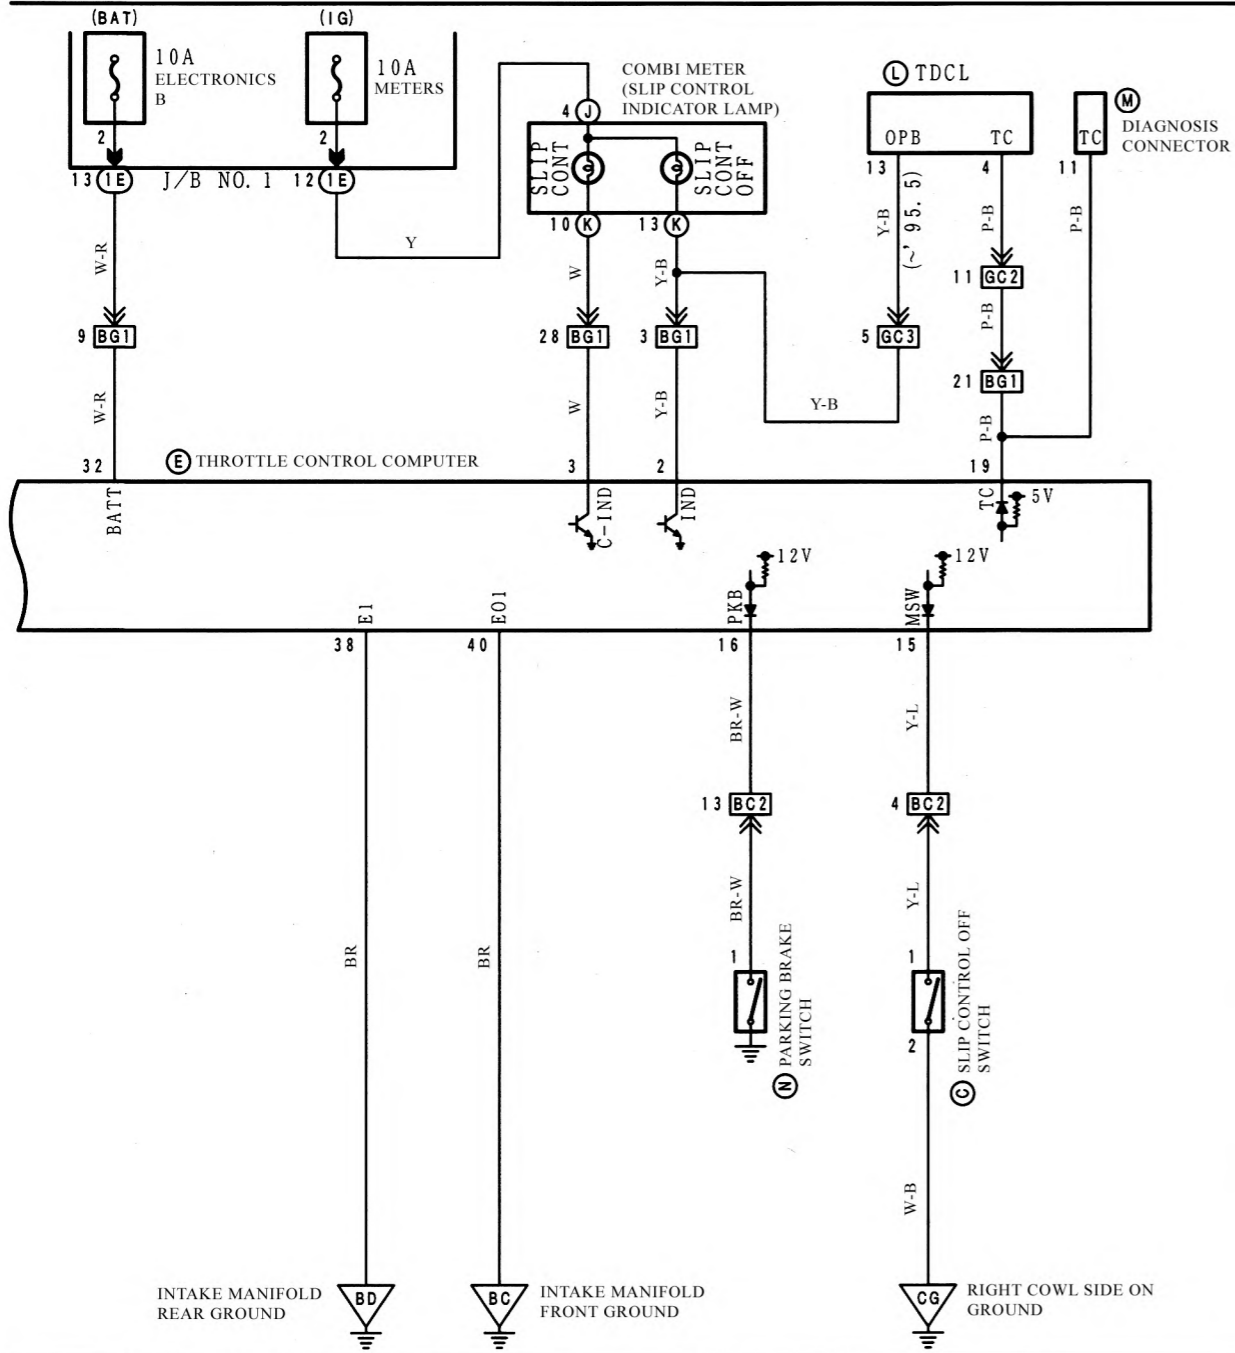 (BAT)
(IG)
10A
ELECTRONICS
B
10A
METERS
2
2
13 1E
J/B NO. 1
12 1E
COMBI METER
(SLIP CONTROL
INDICATOR LAMP)
4 J
SLIP
CONT
SLIP
CONT
OFF
10 K
13 K
L TDCL
OPB
TC
13
4
M
DIAGNOSIS
CONNECTOR
TC
11
W-R
Y
W
Y-B
Y-B
(~'95. 5)
P-B
P-B
11 GC2
P-B
9 BG1
28 BG1
3 BG1
5 GC3
21 BG1
W-R
W
Y-B
Y-B
P-B
32
E THROTTLE CONTROL COMPUTER
3
2
19
BATT
C-IND
IND
TC
5V
12V
12V
E1
E01
PKB
MSW
38
40
16
15
BR-W
Y-L
13 BC2
4 BC2
BR-W
Y-L
BR
BR
1
1
2
N PARKING BRAKE
SWITCH
C SLIP CONTROL OFF
SWITCH
W-B
INTAKE MANIFOLD
REAR GROUND
BD
BC
INTAKE MANIFOLD
FRONT GROUND
CG
RIGHT COWL SIDE ON
GROUND